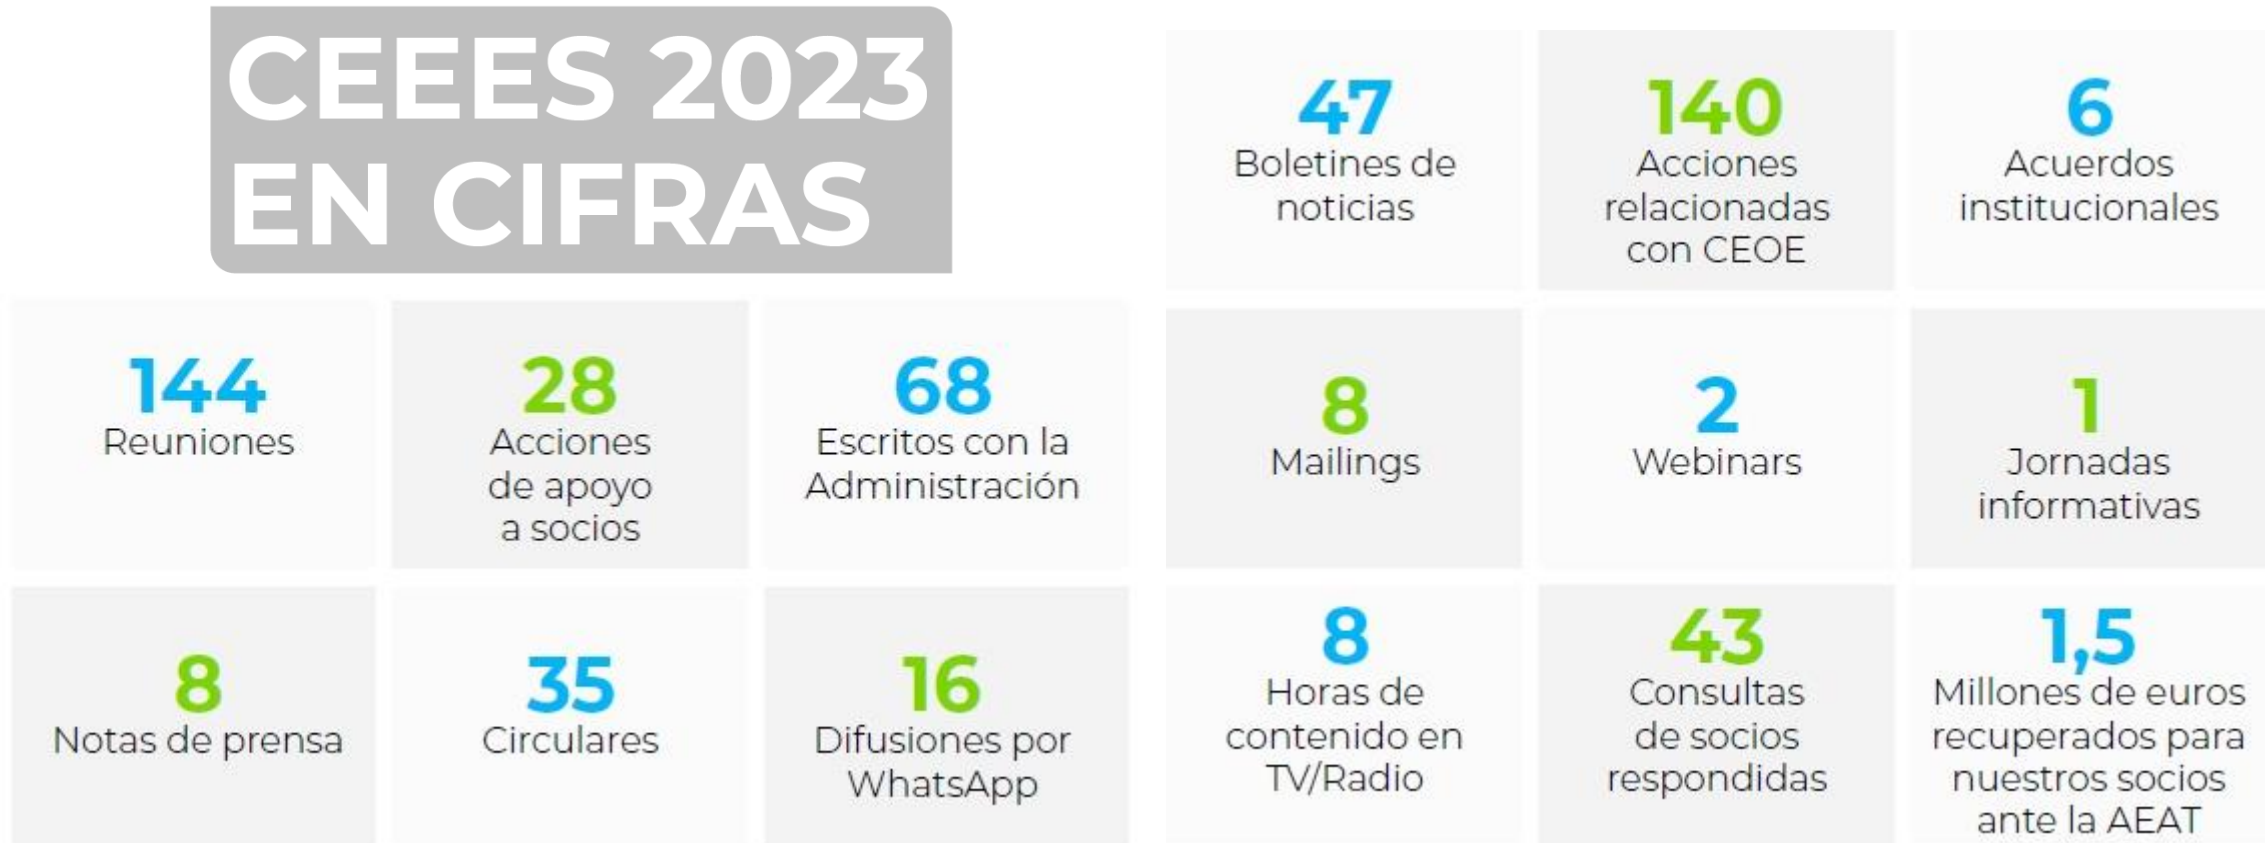 CEEES 2023
EN CIFRAS
47
Boletines de
noticias
140
Acciones
relacionadas
con CEOE
6
Acuerdos
institucionales
144
Reuniones
28
Acciones
de apoyo
a socios
68
Escritos con la
Administración
8
Mailings
2
Webinars
1
Jornadas
informativas
8
Notas de prensa
35
Circulares
16
Difusiones por
WhatsApp
8
Horas de
contenido en
TV/Radio
43
Consultas
de socios
respondidas
1,5
Millones de euros
recuperados para
nuestros socios
ante la AEAT